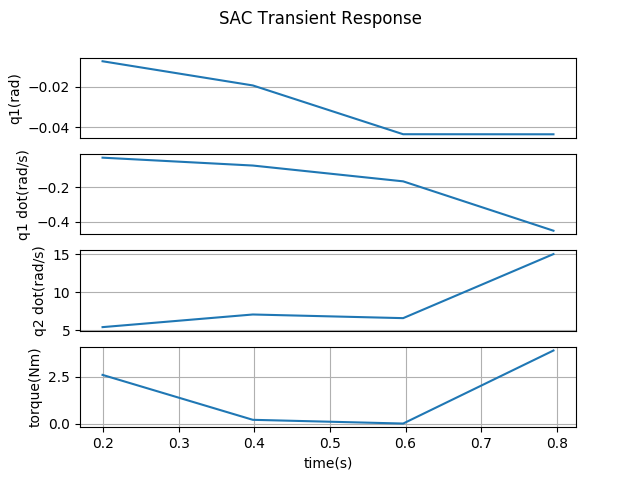 SAC Transient Response
q1(rad)
−0.02
−0.04
q1 dot(rad/s)
−0.2
−0.4
q2 dot(rad/s)
15
10
5
torque(Nm)
2.5
0.0
0.2 0.3 0.4 0.5 0.6 0.7 0.8
time(s)